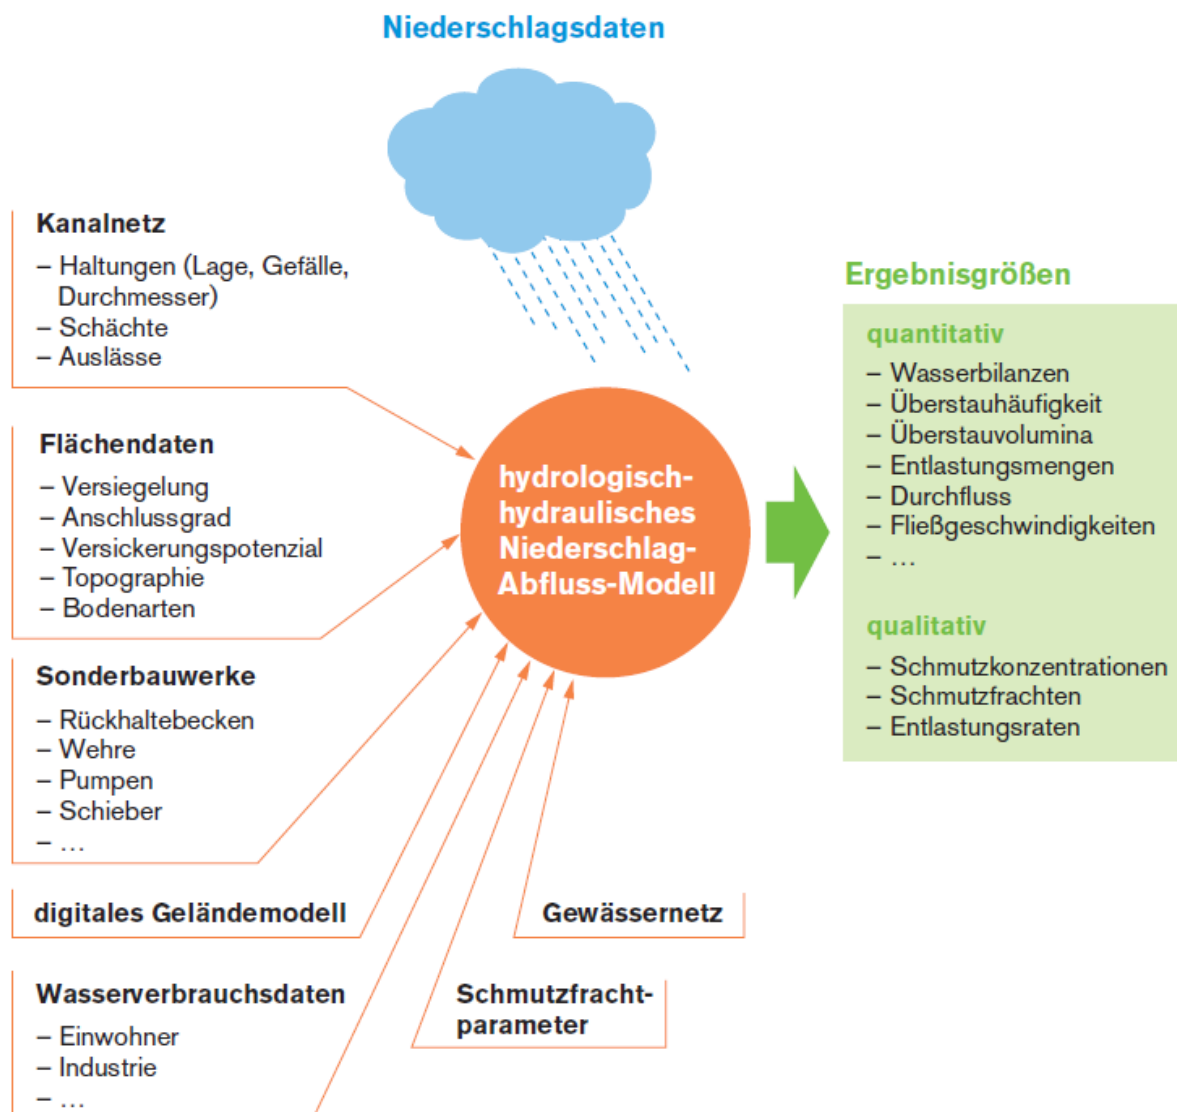 Niederschlagsdaten
Kanalnetz
– Haltungen (Lage, Gefälle,
Durchmesser)
– Schächte
– Auslässe
Flächendaten
– Versiegelung
– Anschlussgrad
– Versickerungspotenzial
– Topographie
– Bodenarten
Sonderbauwerke
– Rückhaltebecken
– Wehre
– Pumpen
– Schieber
– …
digitales Geländemodell
Wasserverbrauchsdaten
– Einwohner
– Industrie
– …
Schmutzfracht-
parameter
Gewässernetz
hydrologisch-
hydraulisches
Niederschlag-
Abfluss-Modell
Ergebnisgrößen
quantitativ
– Wasserbilanzen
– Überstauhäufigkeit
– Überstauvolumina
– Entlastungsmengen
– Durchfluss
– Fließgeschwindigkeiten
– …
qualitativ
– Schmutzkonzentrationen
– Schmutzfrachten
– Entlastungsraten